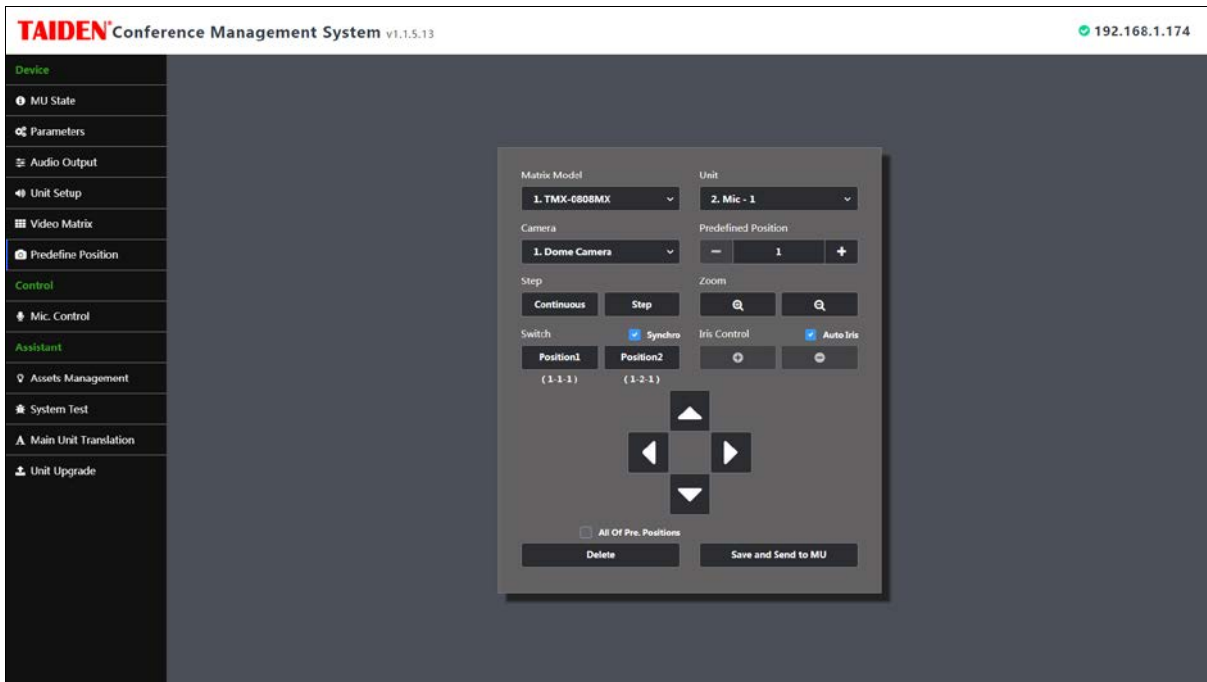 TAIDEN® Conference Management System v1.1.5.13
192.168.1.174
Device
MU State
Parameters
Audio Output
Unit Setup
Video Matrix
Predefine Position
Control
Mic. Control
Assistant
Assets Management
System Test
Main Unit Translation
Unit Upgrade
Matrix Model Unit
1. TMX-0808MX 2. Mic - 1
Camera Predefined Position
1. Dome Camera 1
Step Zoom
Continuous Step
Switch Synchro Iris Control Auto Iris
Position1 Position2
(1-1-1) (1-2-1)
All Of Pre. Positions
Delete Save and Send to MU